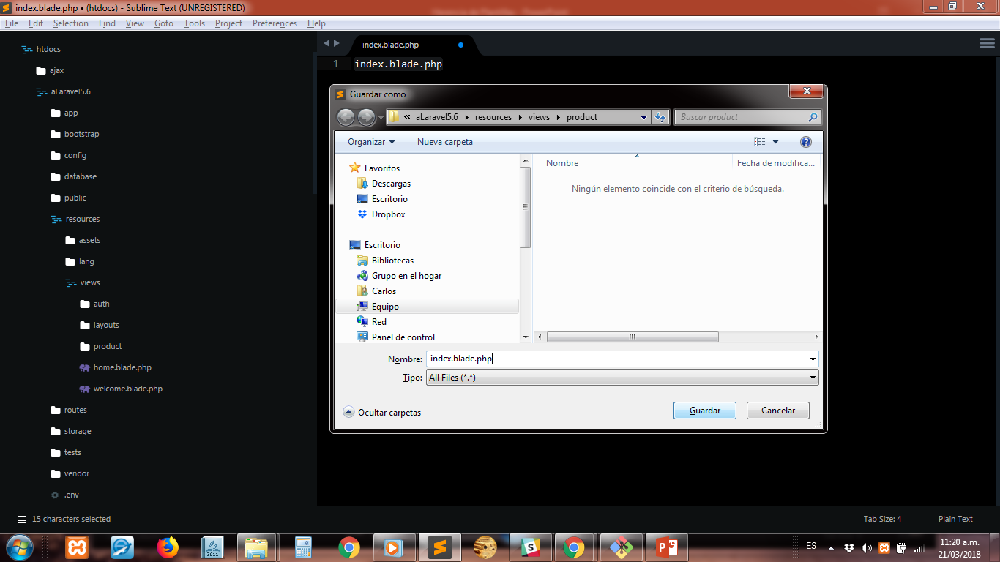 index.blade.php • (htdocs) - Sublime Text (UNREGISTERED)
File Edit Selection Find View Goto Tools Project Preferences Help
htdocs
ajax
aLaravel5.6
app
bootstrap
config
database
public
resources
assets
lang
views
auth
layouts
product
home.blade.php
welcome.blade.php
routes
storage
tests
vendor
.env
index.blade.php
1 index.blade.php
Guardar como
« aLaravel5.6 resources views product
Buscar product
Organizar Nueva carpeta
Favoritos
Descargas
Escritorio
Dropbox
Escritorio
Bibliotecas
Grupo en el hogar
Carlos
Equipo
Red
Panel de control
Nombre Fecha de modifica...
Ningún elemento coincide con el criterio de búsqueda.
Nombre: index.blade.php
Tipo: All Files (*.*)
Ocultar carpetas
Guardar Cancelar
15 characters selected Tab Size: 4 Plain Text
2011
ES
11:20 a.m.
21/03/2018